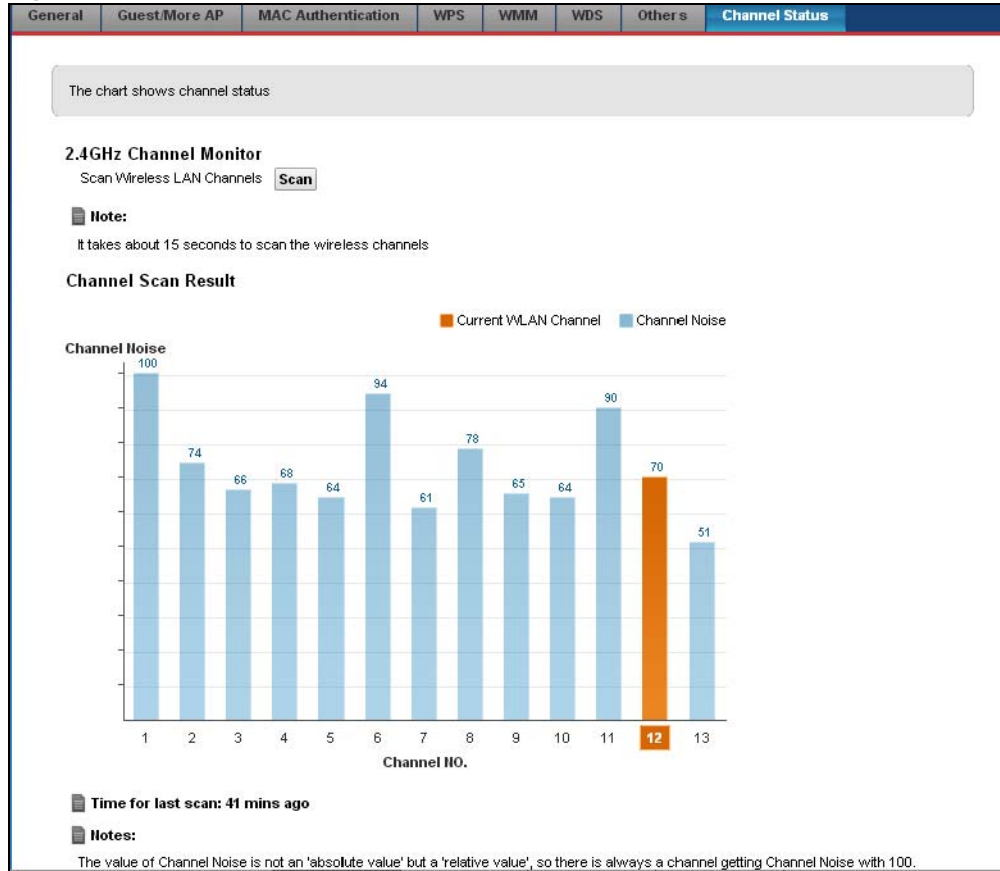 General Guest/More AP MAC Authentication WPS WMM WDS Others Channel Status
The chart shows channel status
2.4GHz Channel Monitor
Scan Wireless LAN Channels Scan
Note:
It takes about 15 seconds to scan the wireless channels
Channel Scan Result
Current WLAN Channel Channel Noise
Channel Noise
100
94
90
78
74
70
68
66
65
64
64
61
51
1 2 3 4 5 6 7 8 9 10 11 12 13
Channel NO.
Time for last scan: 41 mins ago
Notes:
The value of Channel Noise is not an 'absolute value' but a 'relative value', so there is always a channel getting Channel Noise with 100.